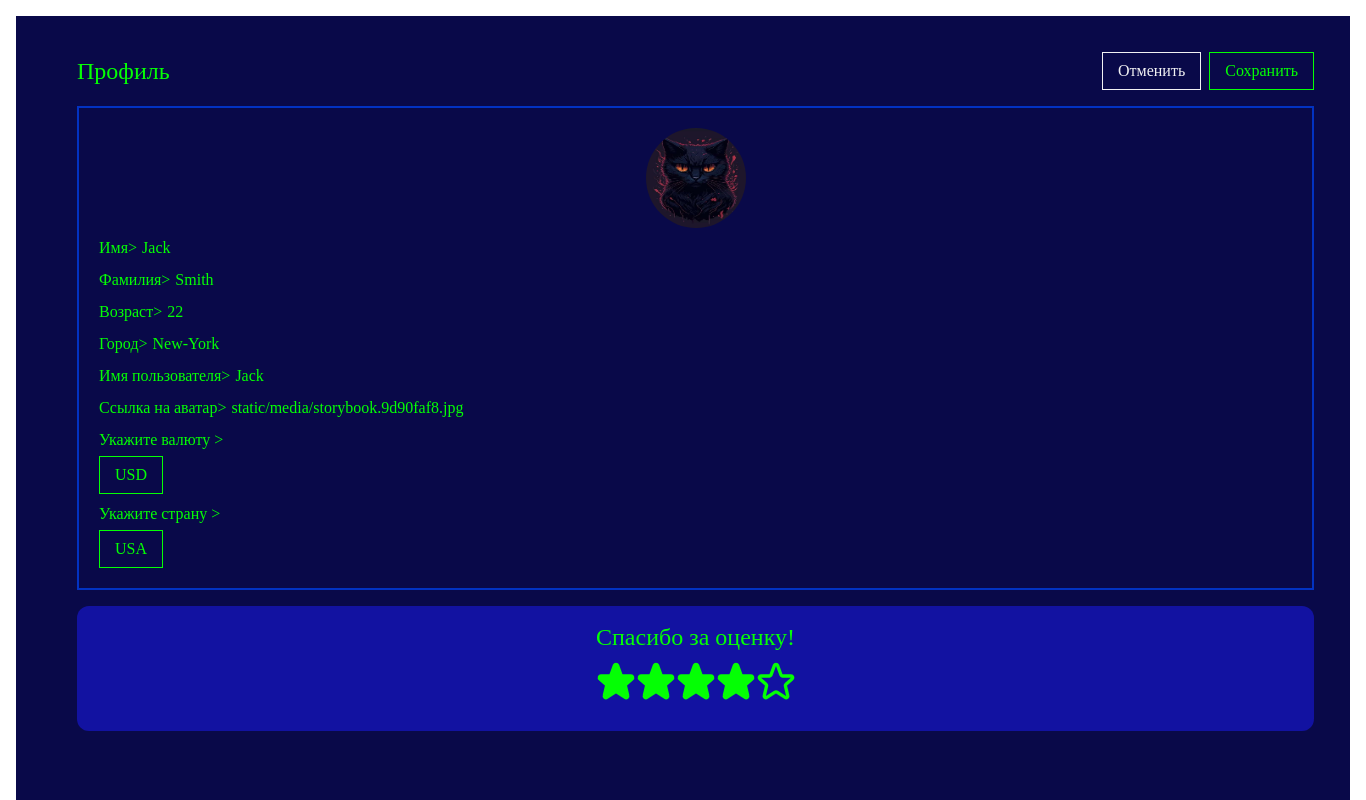 Профиль
Отменить
Сохранить
Имя> Jack
Фамилия> Smith
Возраст> 22
Город> New-York
Имя пользователя> Jack
Ссылка на аватар> static/media/storybook.9d90faf8.jpg
Укажите валюту >
USD
Укажите страну >
USA
Спасибо за оценку!